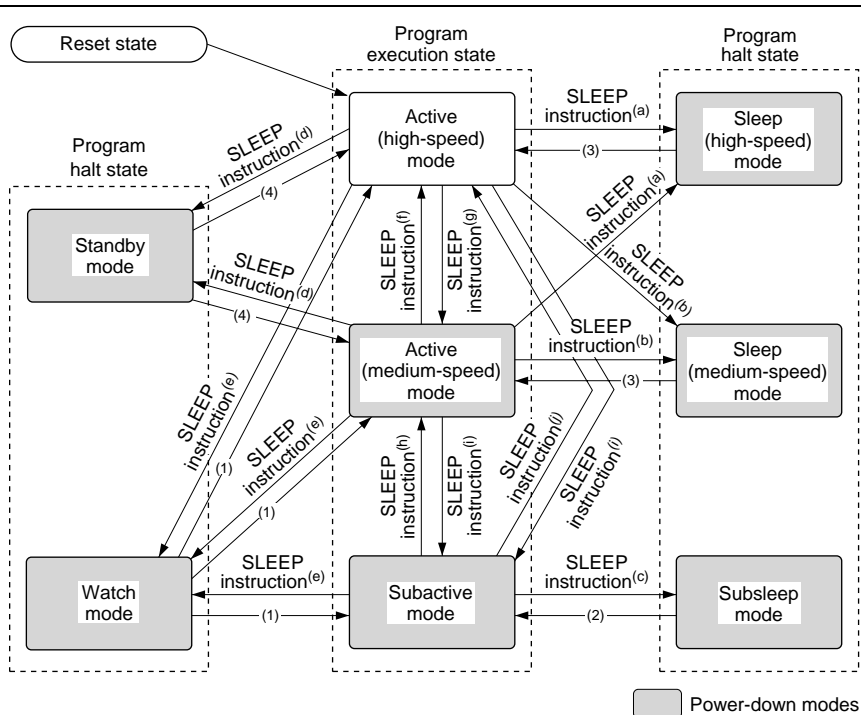 Reset state
Program
execution state
Program
halt state
Program
halt state
Active
(high-speed)
mode
SLEEP
instruction(a)
(3)
Sleep
(high-speed)
mode
SLEEP
instruction(d)
(4)
Standby
mode
SLEEP
instruction(d)
(4)
SLEEP
instruction(f)
SLEEP
instruction(g)
SLEEP
instruction(a)
SLEEP
instruction(b)
Active
(medium-speed)
mode
SLEEP
instruction(b)
(3)
Sleep
(medium-speed)
mode
SLEEP
instruction(e)
(1)
SLEEP
instruction(e)
(1)
SLEEP
instruction(h)
SLEEP
instruction(i)
SLEEP
instruction(j)
SLEEP
instruction(i)
Watch
mode
SLEEP
instruction(e)
(1)
Subactive
mode
SLEEP
instruction(c)
(2)
Subsleep
mode
Power-down modes